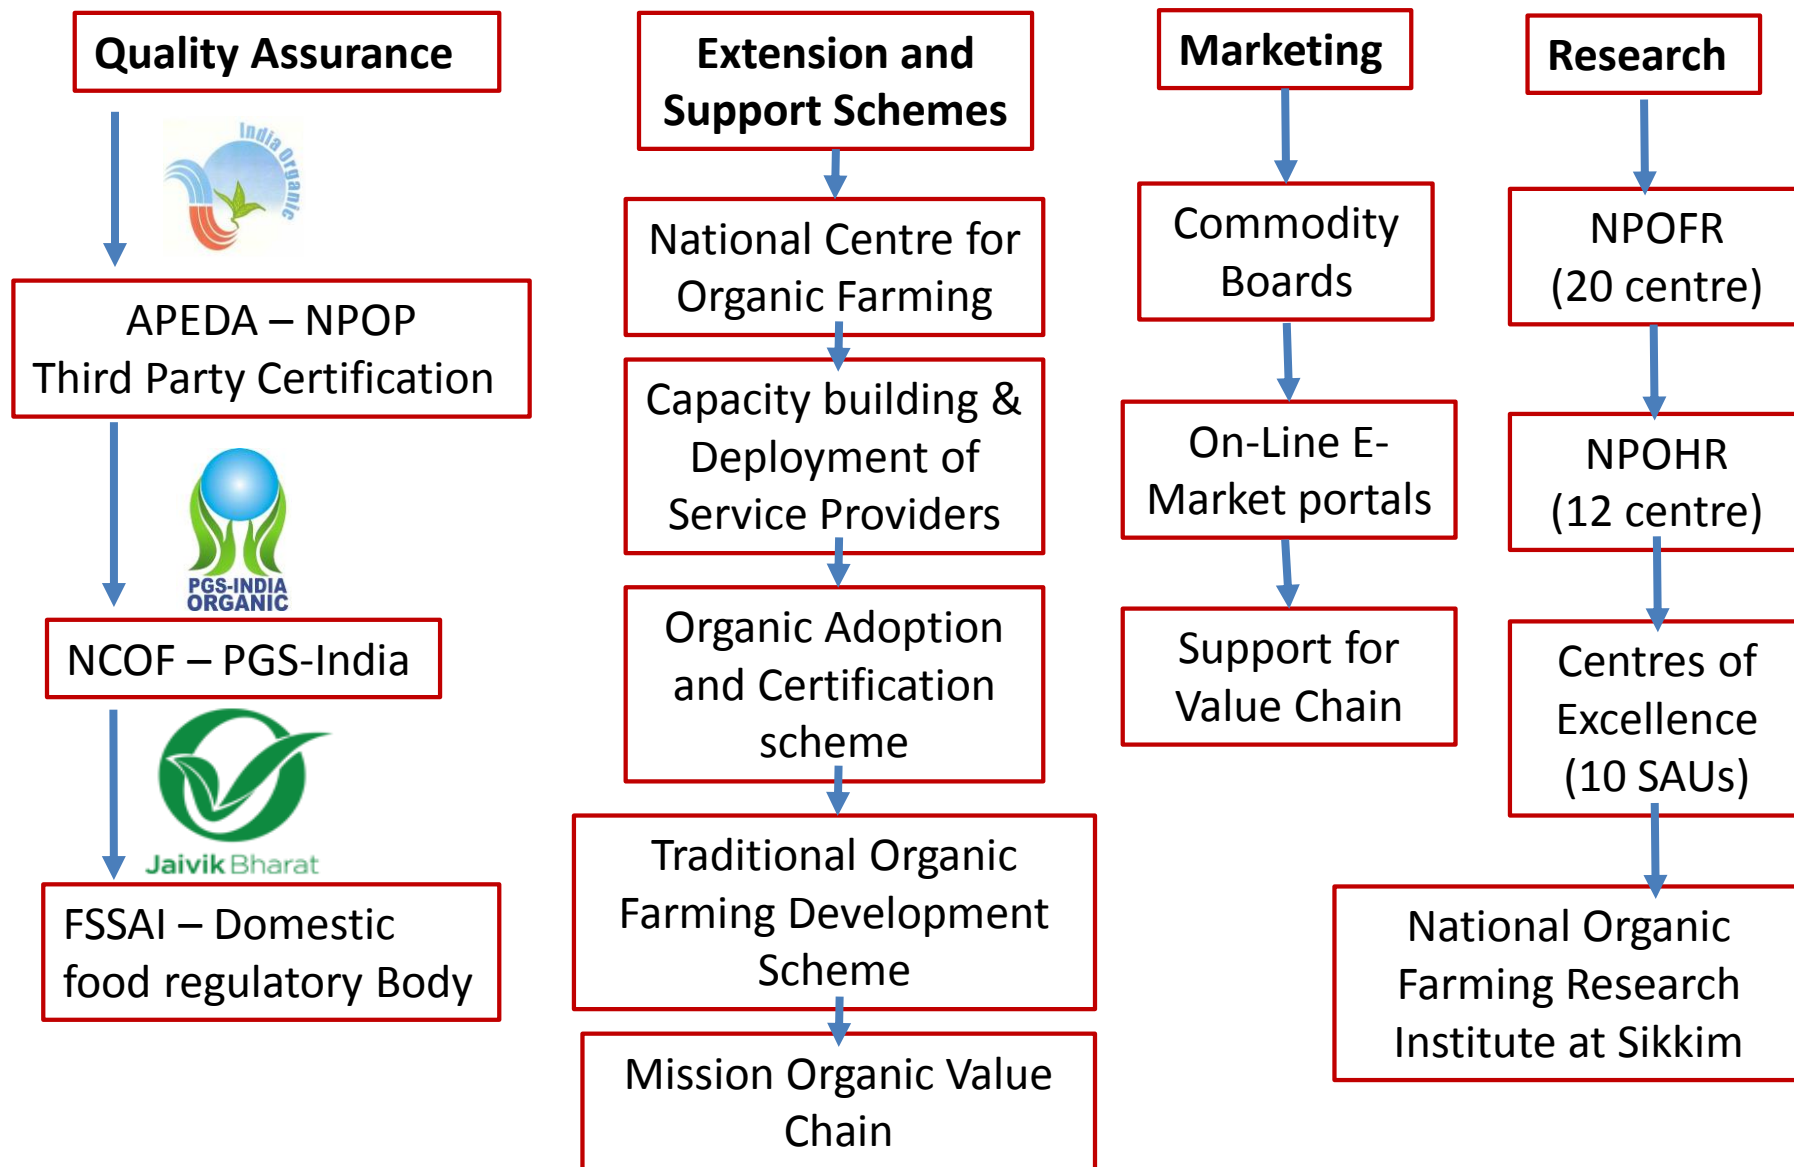 Quality Assurance
India Organic
APEDA – NPOP
Third Party Certification
PGS-INDIA
ORGANIC
NCOF – PGS-India
Jaivik Bharat
FSSAI – Domestic
food regulatory Body
Extension and
Support Schemes
National Centre for
Organic Farming
Capacity building &
Deployment of
Service Providers
Organic Adoption
and Certification
scheme
Traditional Organic
Farming Development
Scheme
Mission Organic Value
Chain
Marketing
Commodity
Boards
On-Line E-
Market portals
Support for
Value Chain
Research
NPOFR
(20 centre)
NPOHR
(12 centre)
Centres of
Excellence
(10 SAUs)
National Organic
Farming Research
Institute at Sikkim